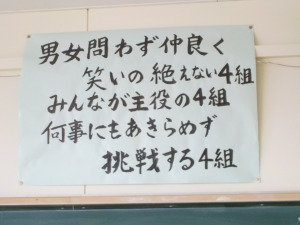 男女問わず仲良く
笑いの絶えない4組
みんなが主役の4組
何事にもあきらめず
挑戦する4組